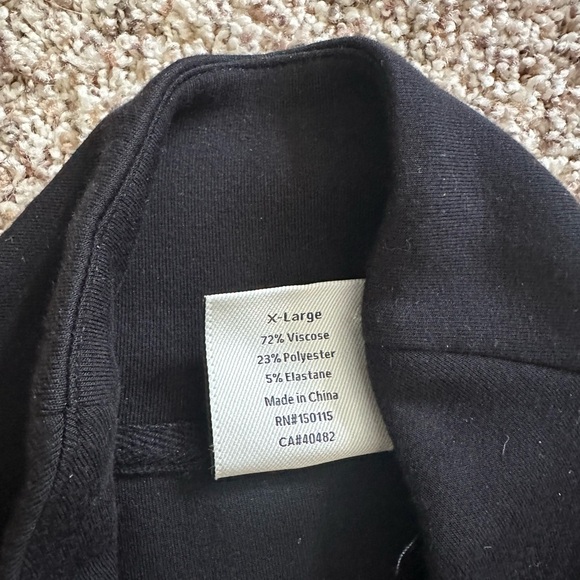 X-Large
72% Viscose
23% Polyester
5% Elastane
Made in China
RN#150115
CA#40482